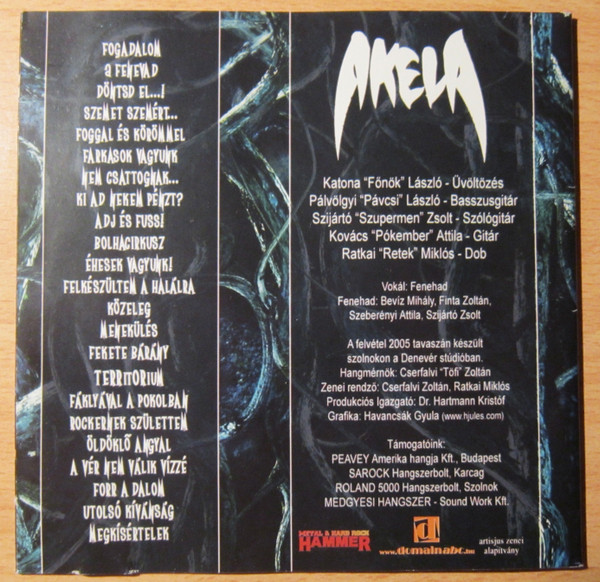 FOGADALOM
a FENEVAD
DÖNTSD EL...!
SZEMET SZEMÉRT...
FOGGAL ÉS KÖRÖMMEL
FARKASOK VAGYUNK
NEM CSATTOGNAK...
KI AD NEKEM PÉNZT?
ADJ ÉS FUSS!
BOLHACIRKUSZ
ÉHESEK VAGYUNK!
FELKÉSZÜLTEM A HALÁLRA
KÖZELEG
MENEKÜLÉS
FEKETE BÁRÁNY
TERRITORIUM
FÁKLYÁVAL A POKOLBAN
ROCKERNEK SZÜLETTEM
ÖLDÖKLŐ ANGYAL
A VÉR NEM VÁLIK VÍZZÉ
FORR A DALOM
UTOLSÓ KÍVÁNSÁG
MEGKÍSÉRTELEK
AKELA
Katona "Főnök" László - Üvöltözés
Pálvölgyi "Pávcsi" László - Basszusgitár
Szijártó "Szupermen" Zsolt - Szólógitár
Kovács "Pókember" Attila - Gitár
Ratkai "Retek" Miklós - Dob
Vokál: Fenehad
Fenehad: Bevíz Mihály, Finta Zoltán,
Szeberényi Attila, Szijártó Zsolt
A felvétel 2005 tavaszán készült
szolnokon a Denevér stúdióban.
Hangmérnök: Cserfalvi "Töfi" Zoltán
Zenei rendző: Cserfalvi Zoltán, Ratkai Miklós
Produkciós Igazgató: Dr. Hartmann Kristóf
Grafika: Havancsák Gyula (www.hjules.com)
Támogatóink:
PEAVEY Amerika hangja Kft., Budapest
SAROCK Hangszerbolt, Karcag
ROLAND 5000 Hangszerbolt, Szolnok
MEDGYESI HANGSZER - Sound Work Kft.
METAL & HARD ROCK
HAMMER
www.domainabc.hu
artisjus zenei
alapítvány